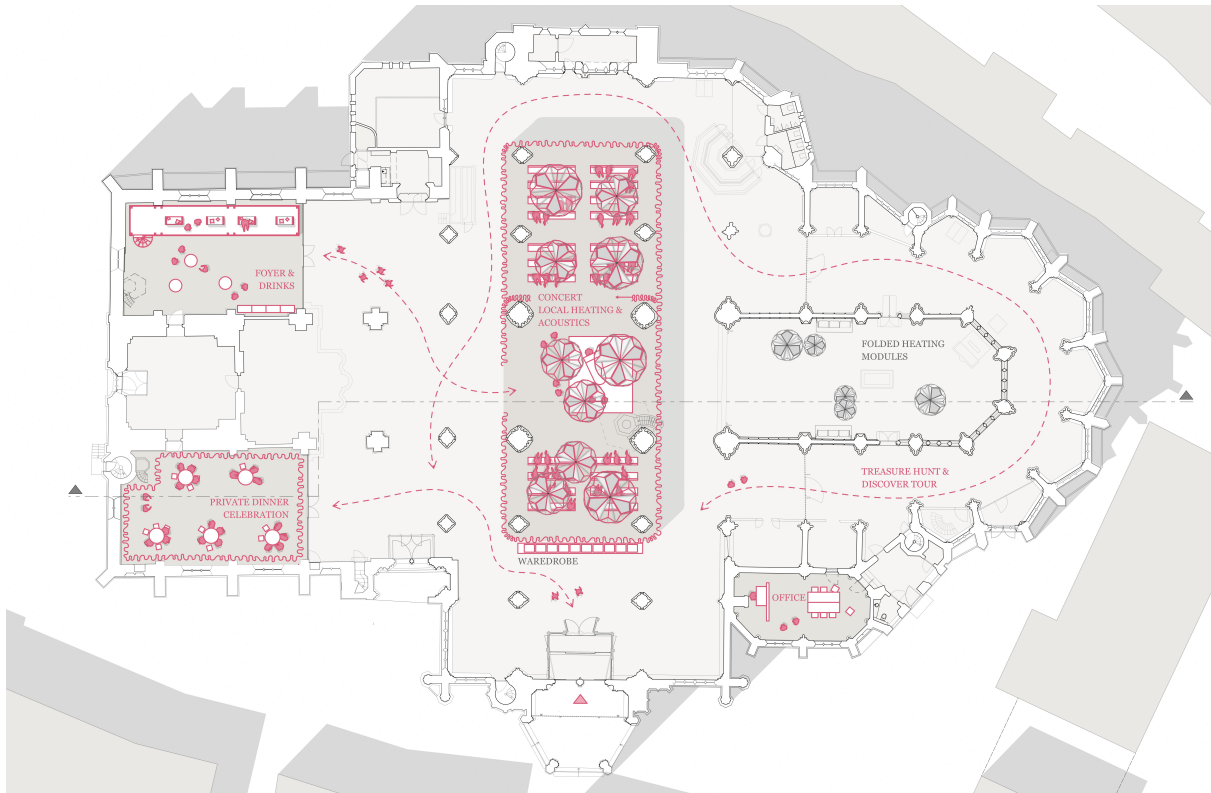 FOYER &
DRINKS
CONCERT
LOCAL HEATING &
ACOUSTICS
FOLDED HEATING
MODULES
TREASURE HUNT &
DISCOVER TOUR
PRIVATE DINNER
CELEBRATION
WAREDROBE
OFFICE